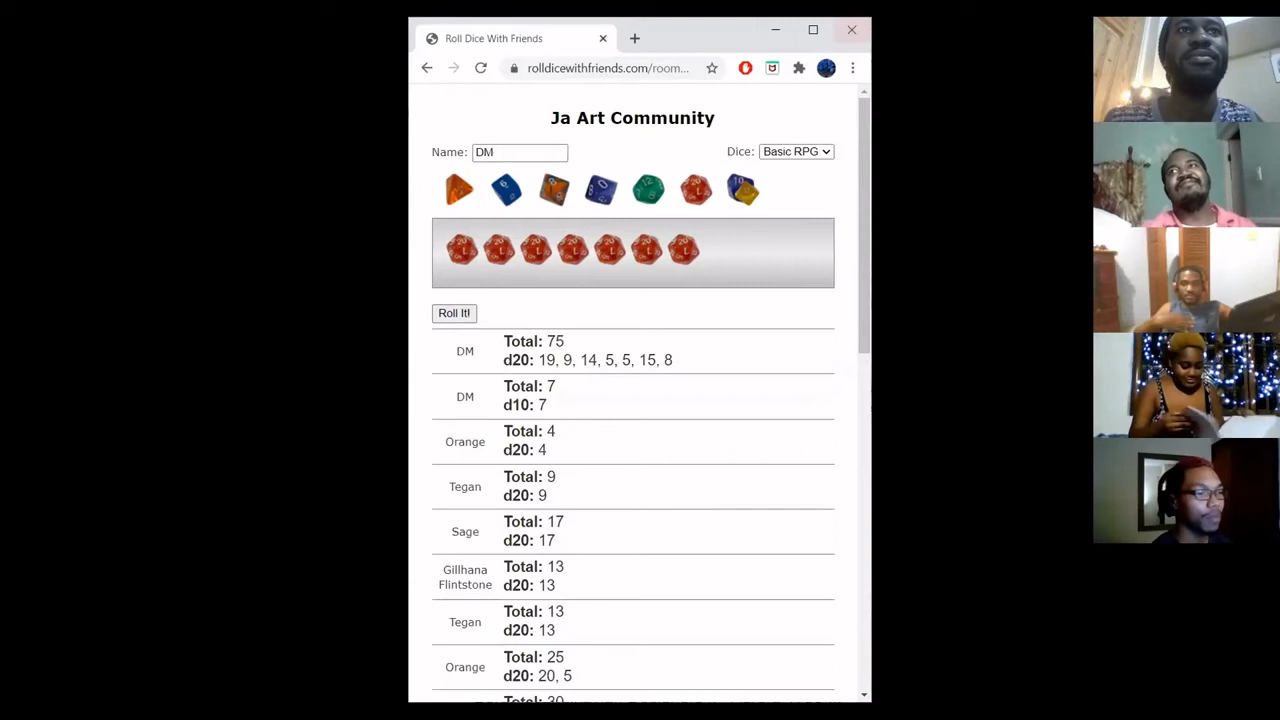 Roll Dice With Friends
rolldicewithfriends.com/room...
Ja Art Community
Name: DM
Dice: Basic RPG
Roll It!
DM
Total: 75
d20: 19, 9, 14, 5, 5, 15, 8
DM
Total: 7
d10: 7
Orange
Total: 4
d20: 4
Tegan
Total: 9
d20: 9
Sage
Total: 17
d20: 17
Gillhana
Flintstone
Total: 13
d20: 13
Tegan
Total: 13
d20: 13
Orange
Total: 25
d20: 20, 5
Total: 30